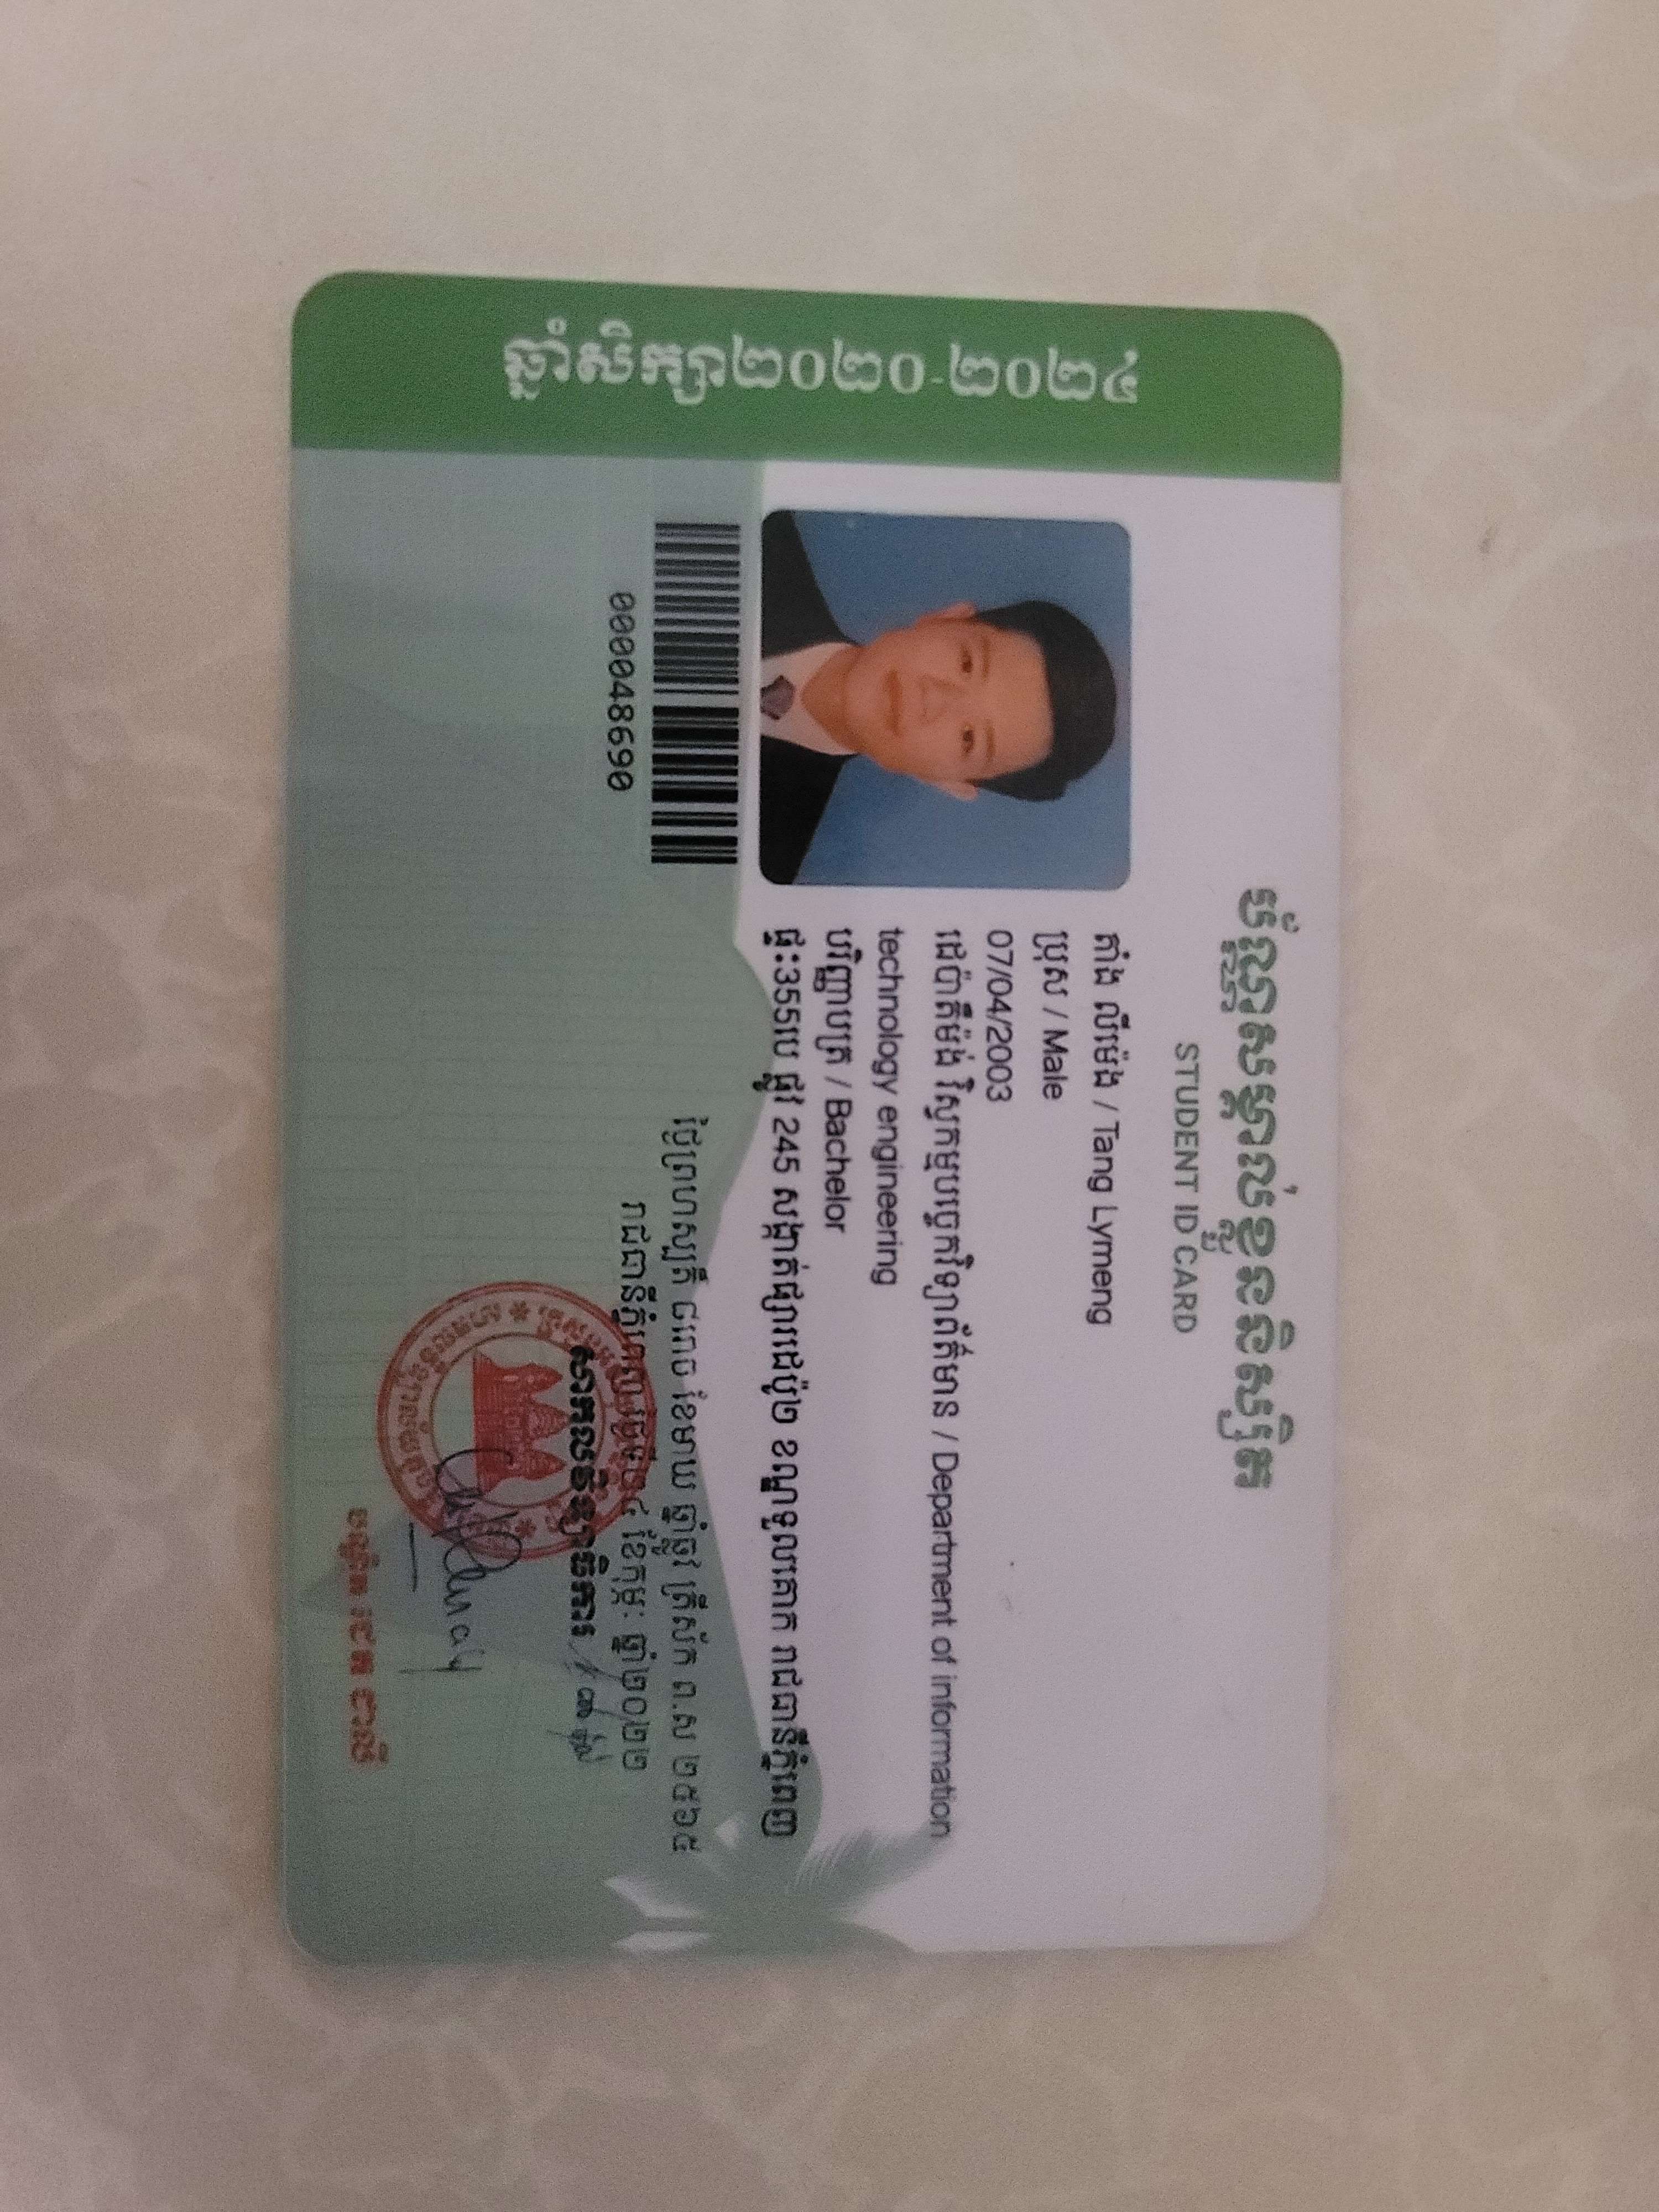 ឆ្នាំសិក្សា២០២០-២០២៤
ប័ណ្ណសម្គាល់ខ្លួននិស្សិត
STUDENT ID CARD
តាំង លីម៉េង / Tang Lymeng
ប្រុស / Male
07/04/2003
ដេប៉ាតឺម៉ង់ វិស្វកម្មបច្ចេកវិទ្យាព័ត៌មាន / Department of information
technology engineering
បរិញ្ញាបត្រ / Bachelor
ផ្ទះ:355បេ ផ្លូវ 245 សង្កាត់ផ្សារដេប៉ូ២ ខណ្ឌទួលគោក រាជធានីភ្នំពេញ
0000048690
ថ្ងៃព្រហស្បតិ៍ ៨រោច ខែមាឃ ឆ្នាំឆ្លូវ ត្រីស័ក ព.ស ២៥៦៥
រាជធានីភ្នំពេញ ថ្ងៃទី២៤ ខែកុម្ភៈ ឆ្នាំ២០២២
សាកលវិទ្យាធិការ